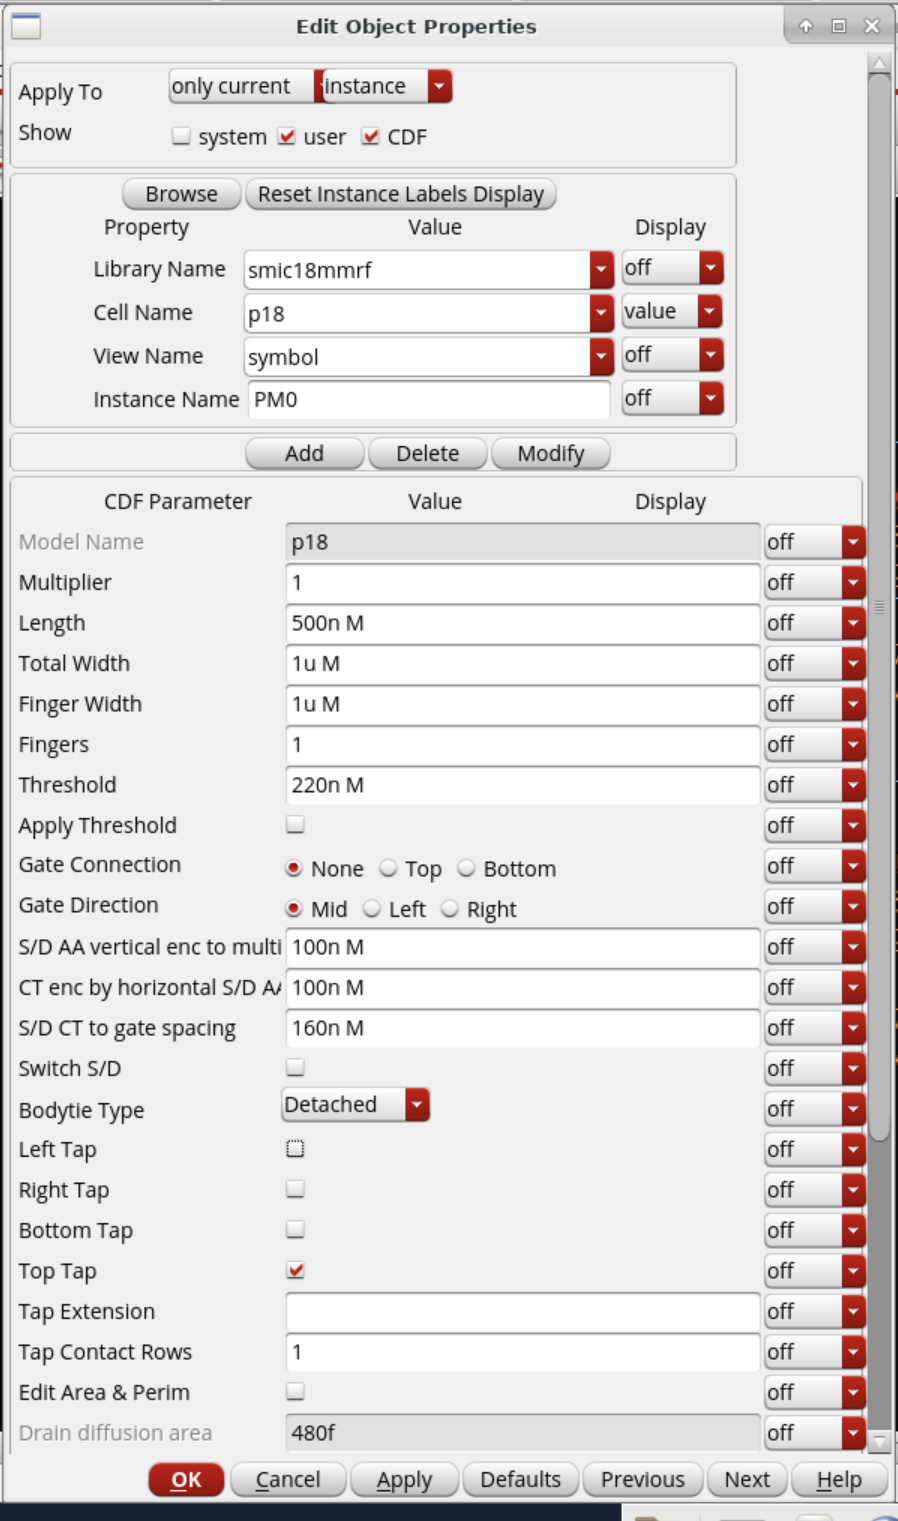 Edit Object Properties
Apply To only current instance
Show system user CDF
Browse Reset Instance Labels Display
Property Value Display
Library Name smic18mmrf off
Cell Name p18 value
View Name symbol off
Instance Name PM0 off
Add Delete Modify
CDF Parameter Value Display
Model Name p18 off
Multiplier 1 off
Length 500n M off
Total Width 1u M off
Finger Width 1u M off
Fingers 1 off
Threshold 220n M off
Apply Threshold off
Gate Connection None Top Bottom off
Gate Direction Mid Left Right off
S/D AA vertical enc to multi 100n M off
CT enc by horizontal S/D AA 100n M off
S/D CT to gate spacing 160n M off
Switch S/D off
Bodytie Type Detached off
Left Tap off
Right Tap off
Bottom Tap off
Top Tap off
Tap Extension off
Tap Contact Rows 1 off
Edit Area & Perim off
Drain diffusion area 480f off
OK Cancel Apply Defaults Previous Next Help